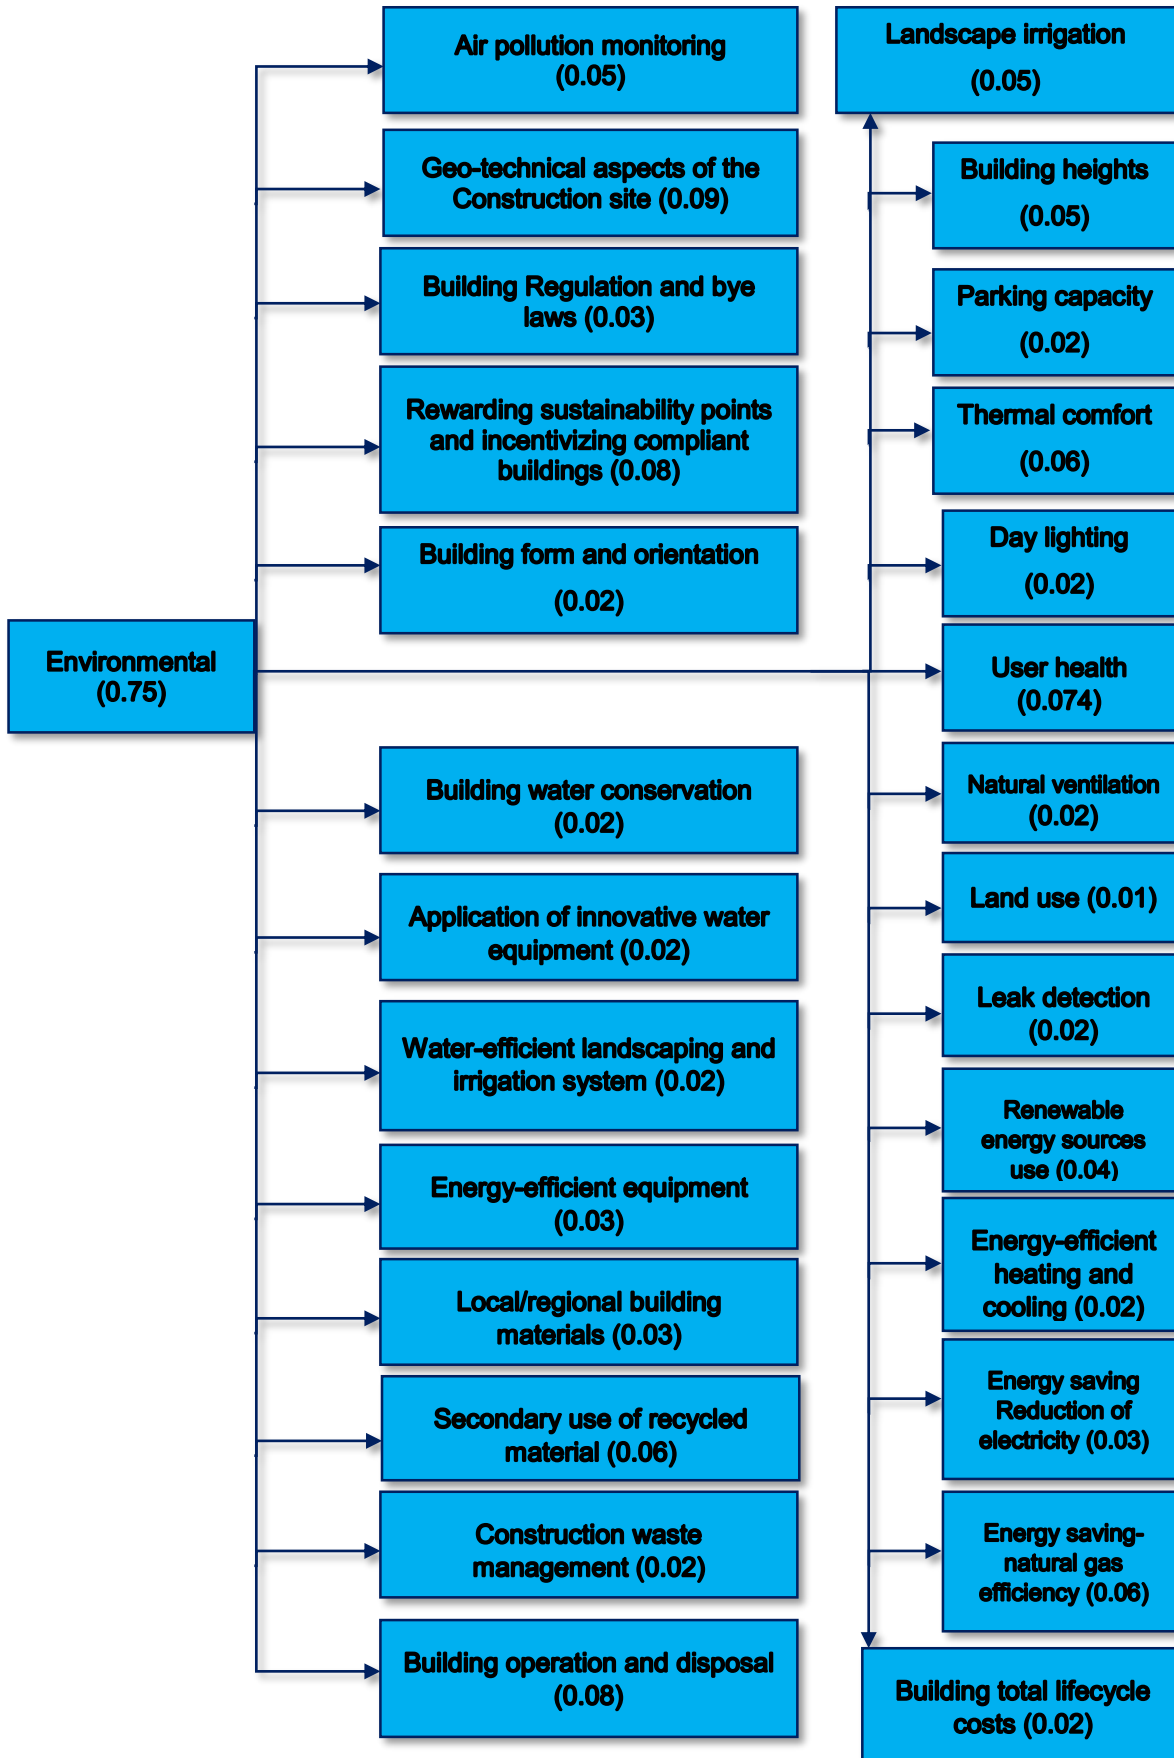 Environmental
(0.75)
Air pollution monitoring
(0.05)
Geo-technical aspects of the
Construction site (0.09)
Building Regulation and bye
laws (0.03)
Rewarding sustainability points
and incentivizing compliant
buildings (0.08)
Building form and orientation
(0.02)
Building water conservation
(0.02)
Application of innovative water
equipment (0.02)
Water-efficient landscaping and
irrigation system (0.02)
Energy-efficient equipment
(0.03)
Local/regional building
materials (0.03)
Secondary use of recycled
material (0.06)
Construction waste
management (0.02)
Building operation and disposal
(0.08)
Landscape irrigation
(0.05)
Building heights
(0.05)
Parking capacity
(0.02)
Thermal comfort
(0.06)
Day lighting
(0.02)
User health
(0.074)
Natural ventilation
(0.02)
Land use (0.01)
Leak detection
(0.02)
Renewable
energy sources
use (0.04)
Energy-efficient
heating and
cooling (0.02)
Energy saving
Reduction of
electricity (0.03)
Energy saving-
natural gas
efficiency (0.06)
Building total lifecycle
costs (0.02)